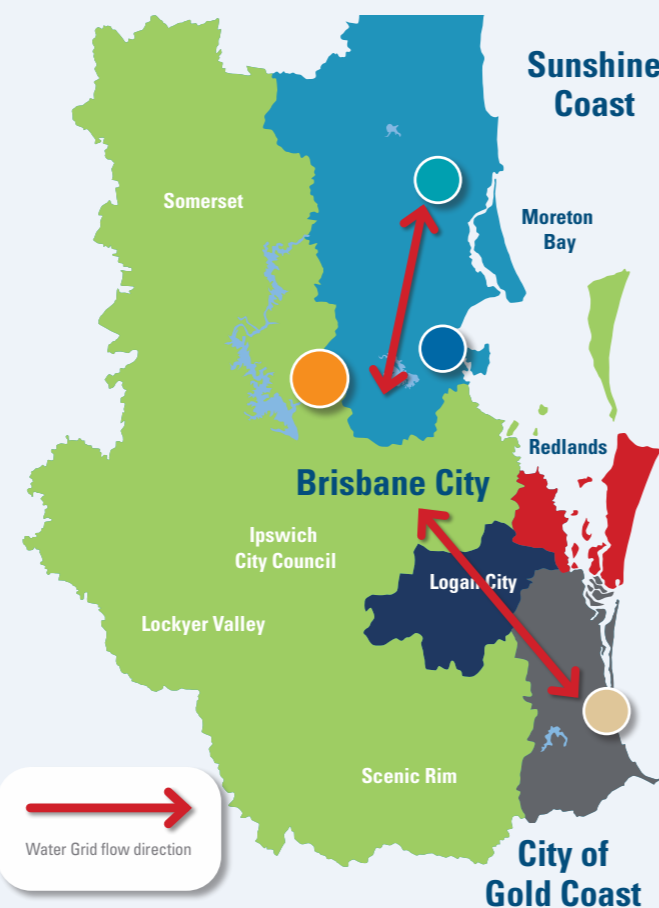 Sunshine
Coast
Somerset
Moreton
Bay
Redlands
Brisbane City
Ipswich
City Council
Logan City
Lockyer Valley
Scenic Rim
Water Grid flow direction
City of
Gold Coast